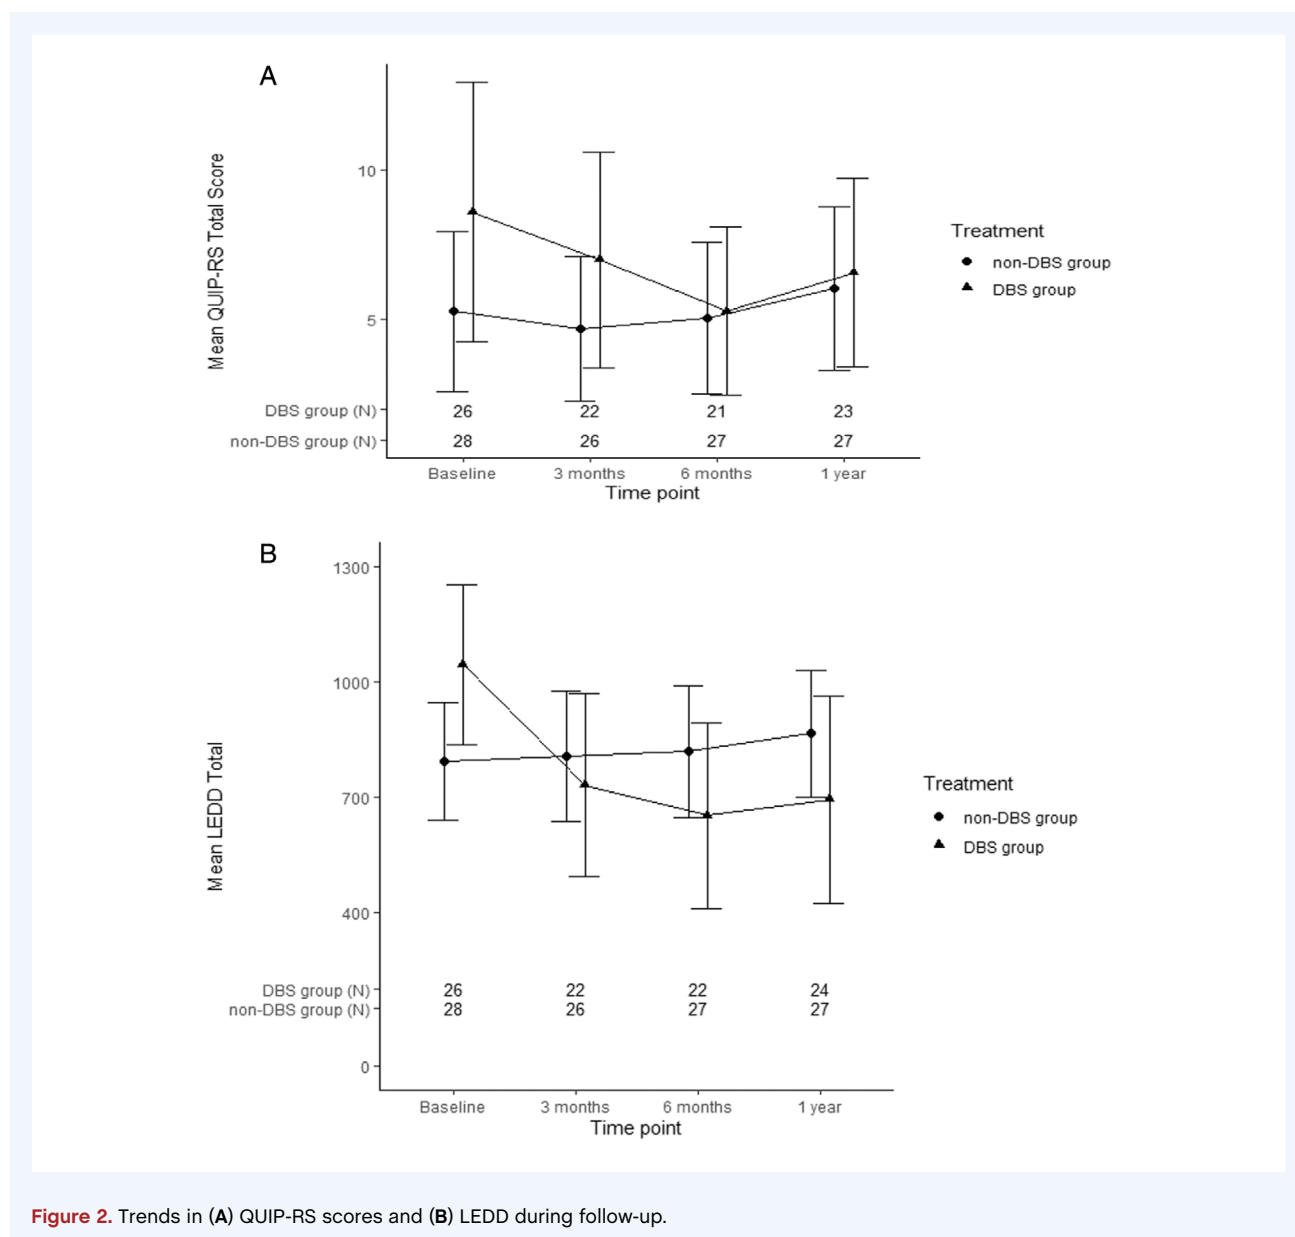 A
Mean QUIP-RS Total Score
10
5
Treatment
non-DBS group
DBS group
DBS group (N) 26 22 21 23
non-DBS group (N) 28 26 27 27
Baseline 3 months 6 months 1 year
Time point
B
Mean LEDD Total
1300
1000
700
400
Treatment
non-DBS group
DBS group
DBS group (N) 26 22 22 24
non-DBS group (N) 28 26 27 27
0
Baseline 3 months 6 months 1 year
Time point
Figure 2. Trends in (A) QUIP-RS scores and (B) LEDD during follow-up.